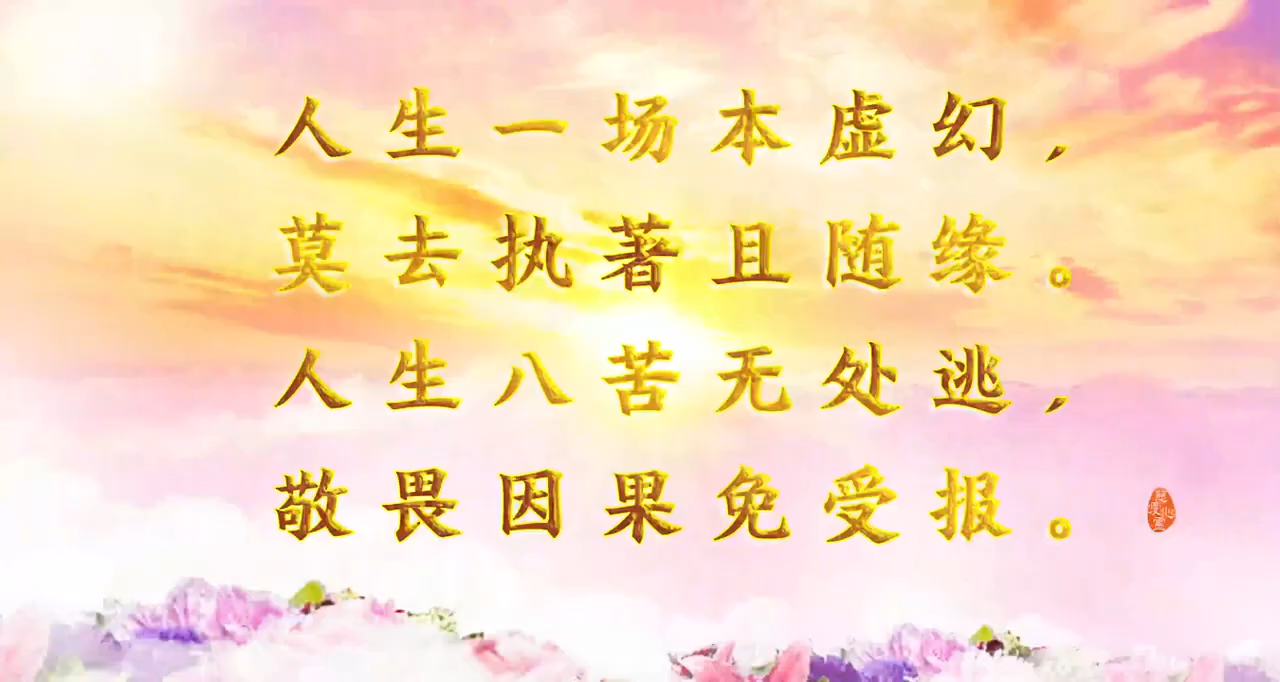 人生一场本虚幻，
莫去执著且随缘。
人生八苦无处逃，
敬畏因果免受报。